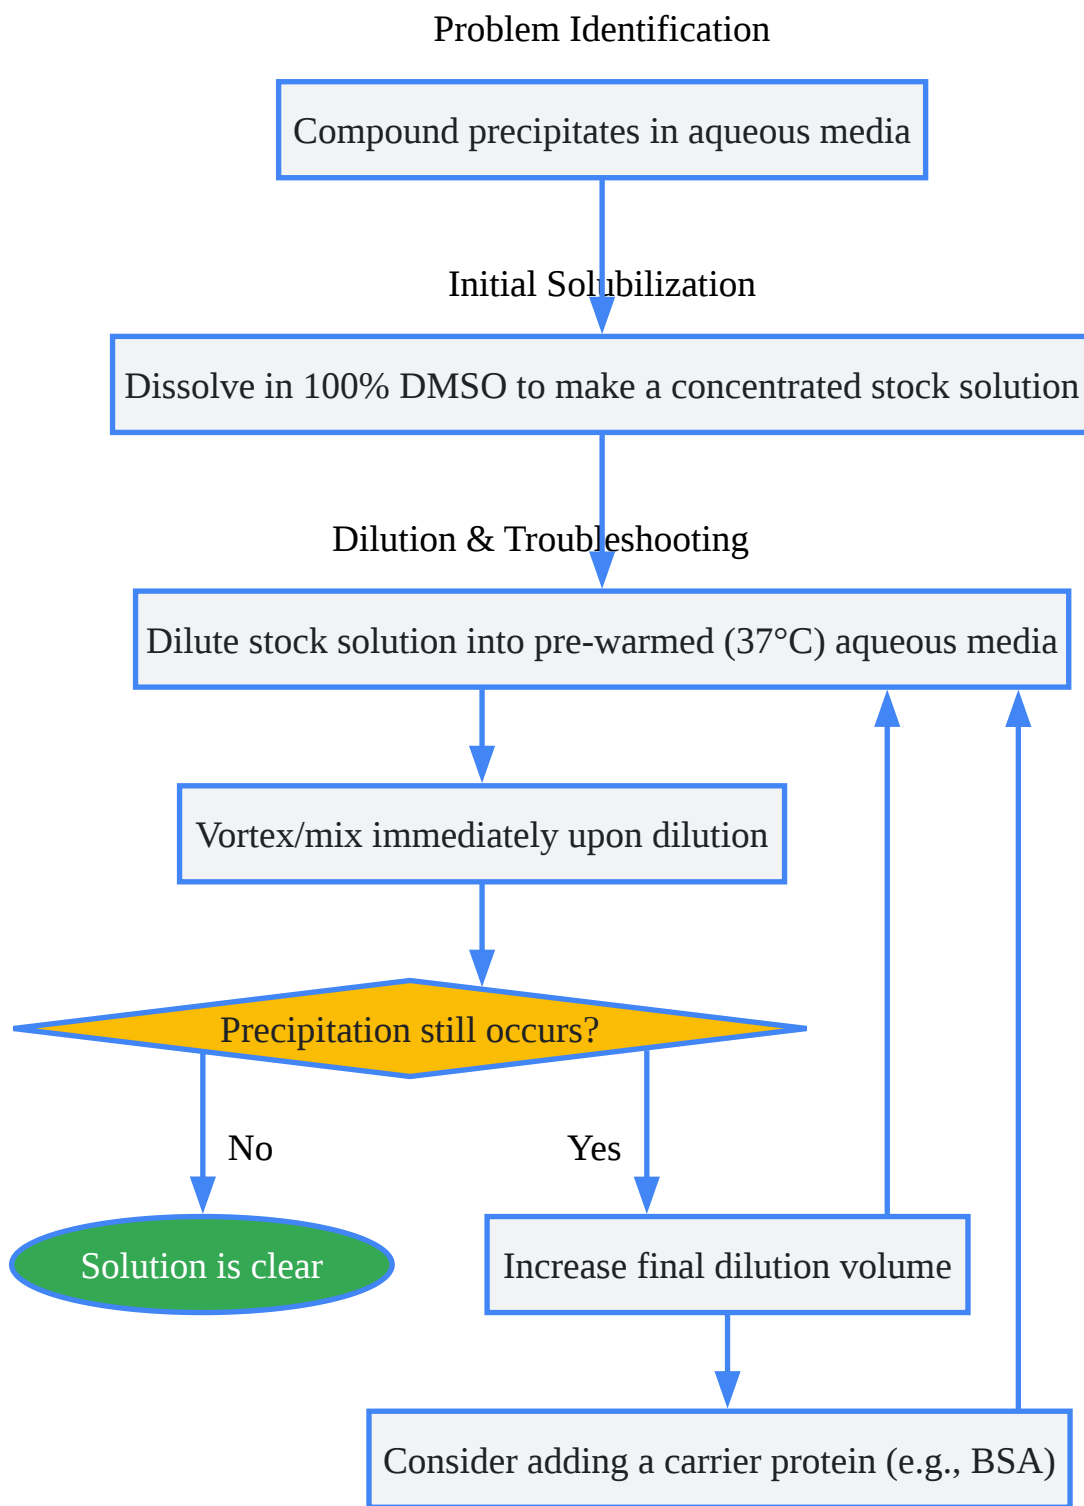 Problem Identification
Compound precipitates in aqueous media
Initial Solubilization
Dissolve in 100% DMSO to make a concentrated stock solution
Dilution & Troubleshooting
Dilute stock solution into pre-warmed (37°C) aqueous media
Vortex/mix immediately upon dilution
Precipitation still occurs?
No
Yes
Solution is clear
Increase final dilution volume
Consider adding a carrier protein (e.g., BSA)